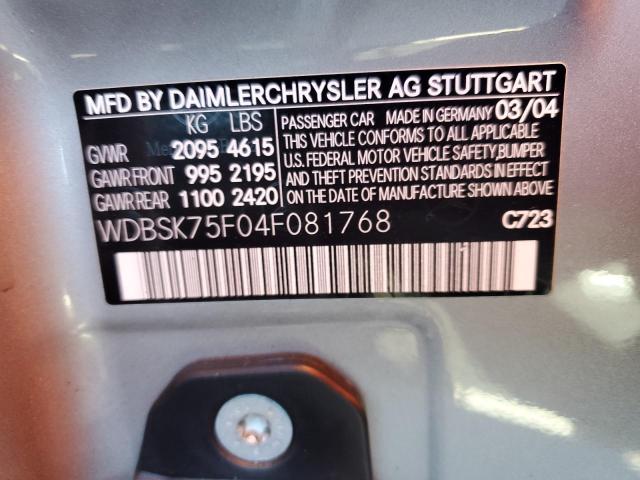 MFD BY DAIMLERCHRYSLER AG STUTTGART
KG LBS
GVWR 2095 4615
GAWR FRONT 995 2195
GAWR REAR 1100 2420
PASSENGER CAR MADE IN GERMANY 03/04
THIS VEHICLE CONFORMS TO ALL APPLICABLE
U.S. FEDERAL MOTOR VEHICLE SAFETY, BUMPER
AND THEFT PREVENTION STANDARDS IN EFFECT
ON THE DATE OF MANUFACTURE SHOWN ABOVE
WDBSK75F04F081768
C723